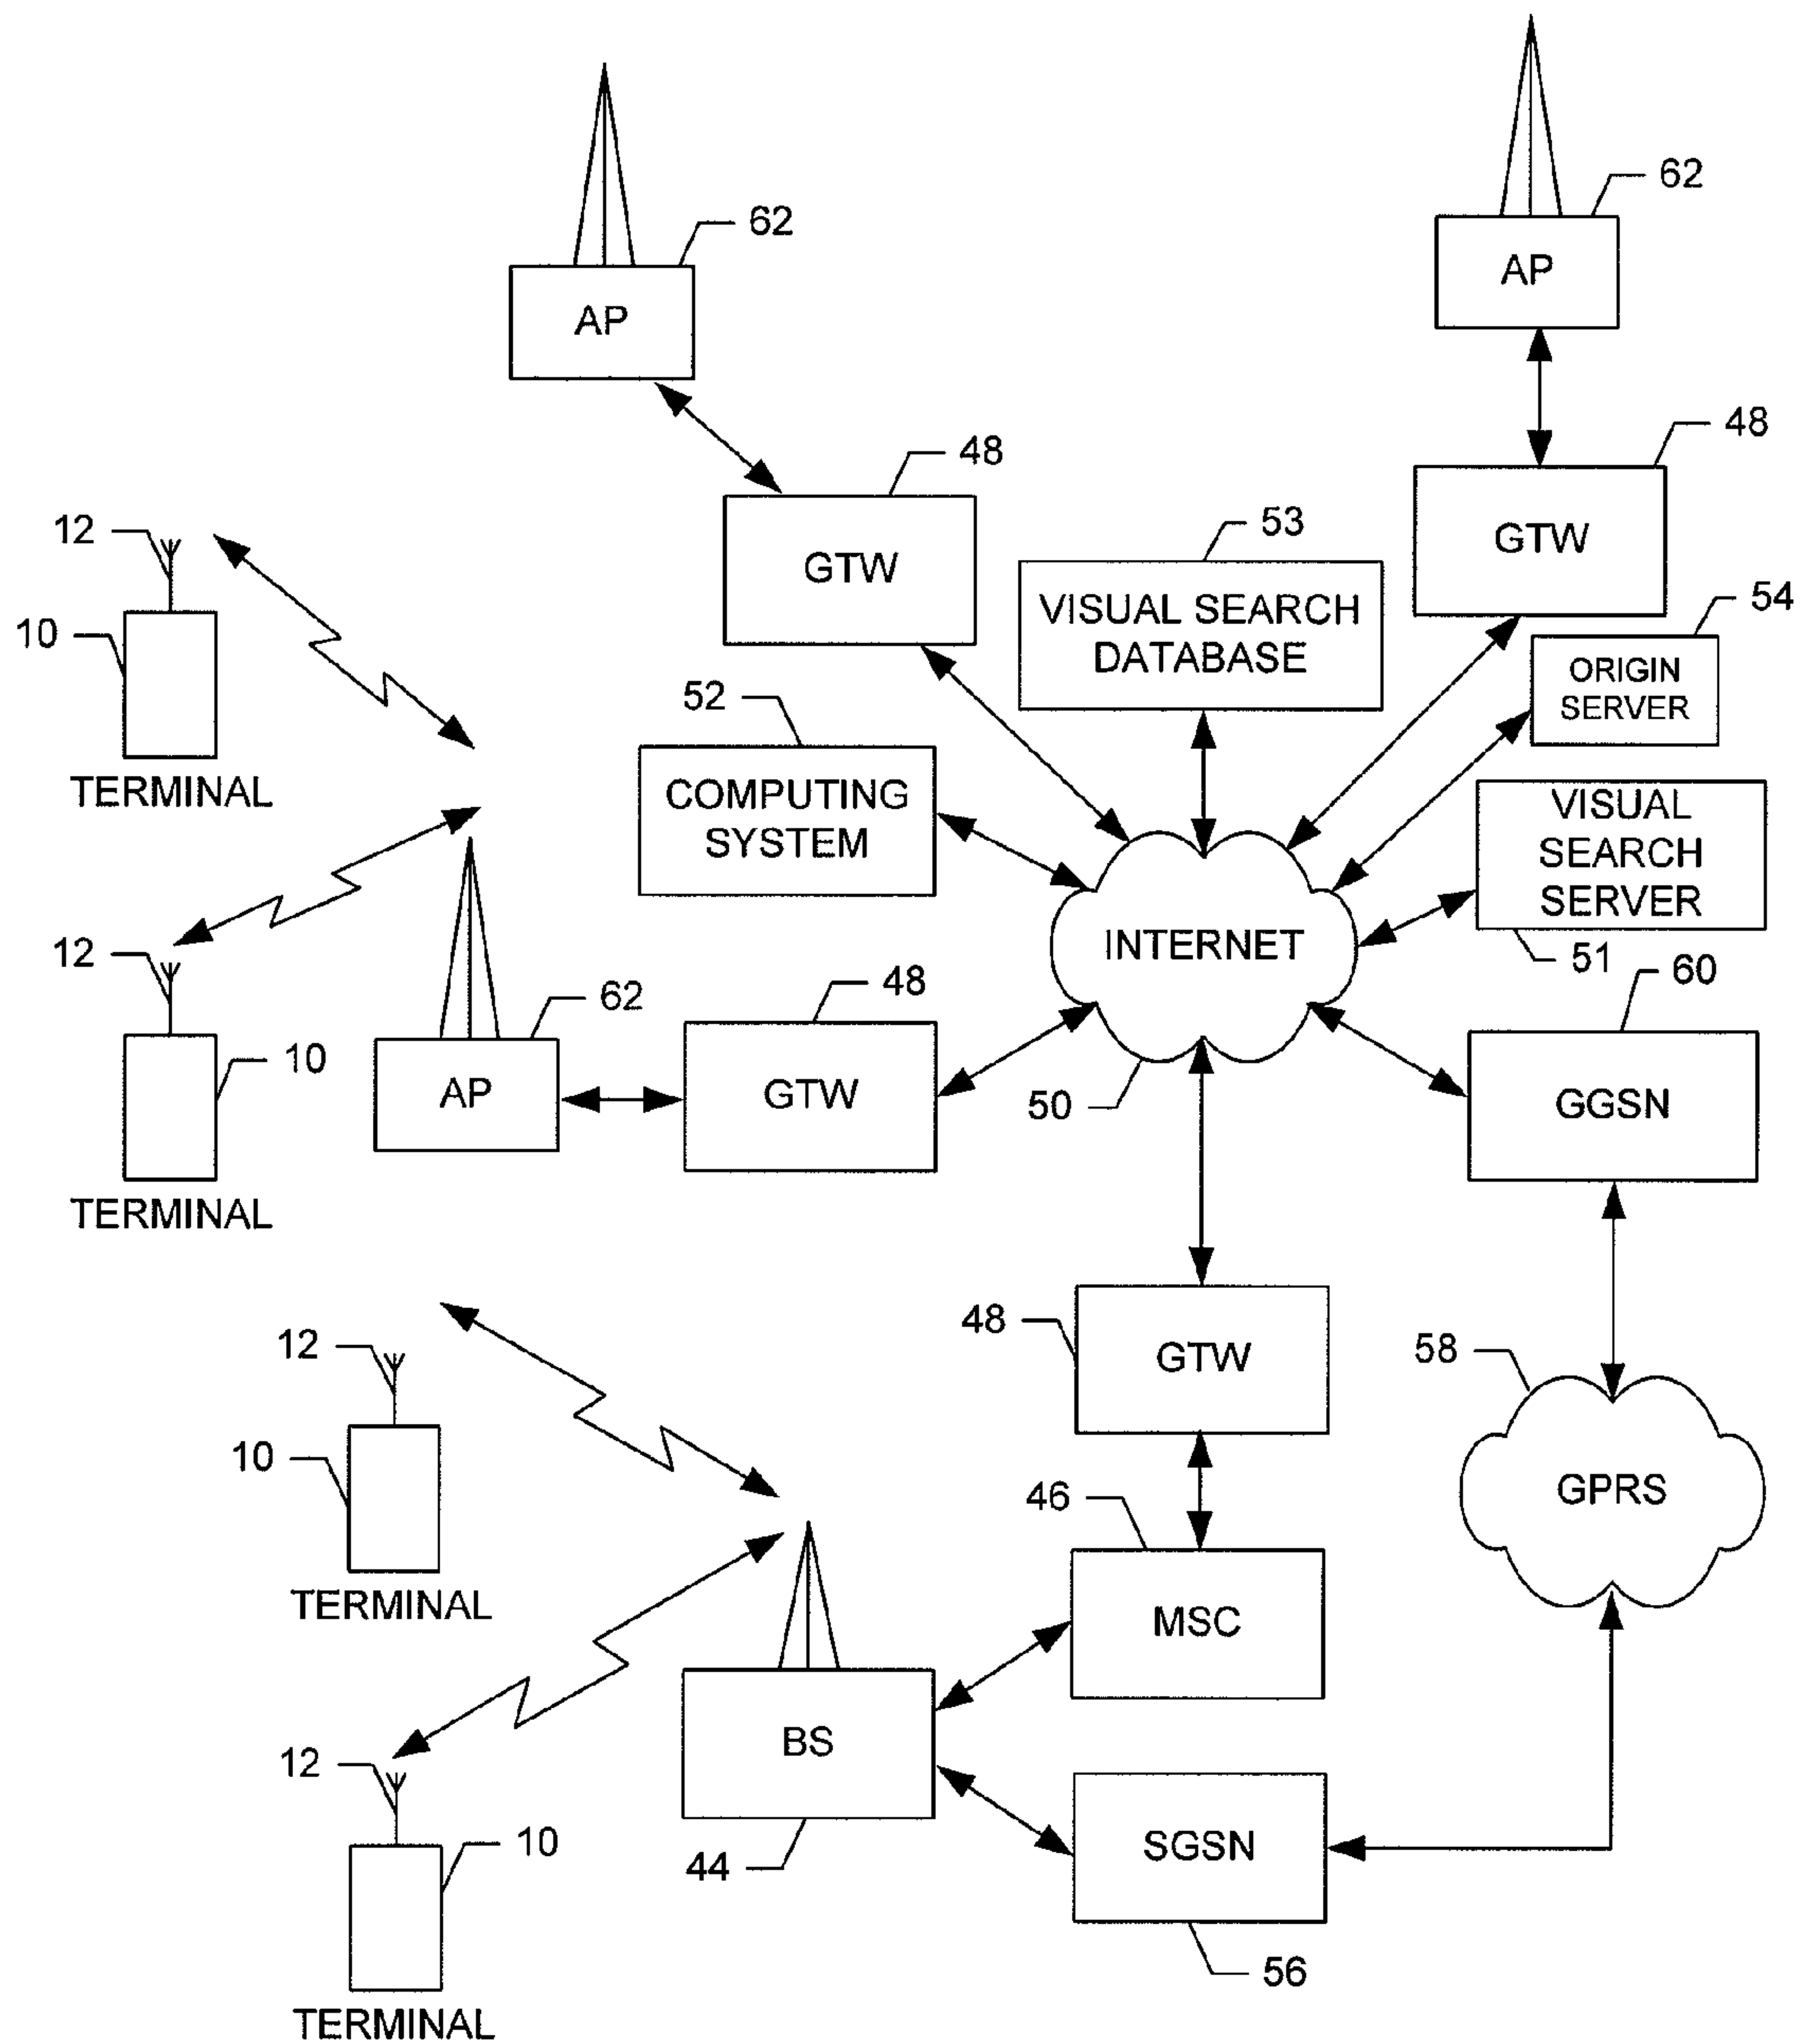 62
AP
62
AP
48
GTW
48
GTW
53
VISUAL SEARCH
DATABASE
54
ORIGIN
SERVER
12
10
TERMINAL
52
COMPUTING
SYSTEM
VISUAL
SEARCH
SERVER
51
INTERNET
50
12
10
TERMINAL
62
AP
48
GTW
60
GGSN
48
GTW
58
GPRS
12
10
TERMINAL
46
MSC
BS
44
12
10
TERMINAL
SGSN
56